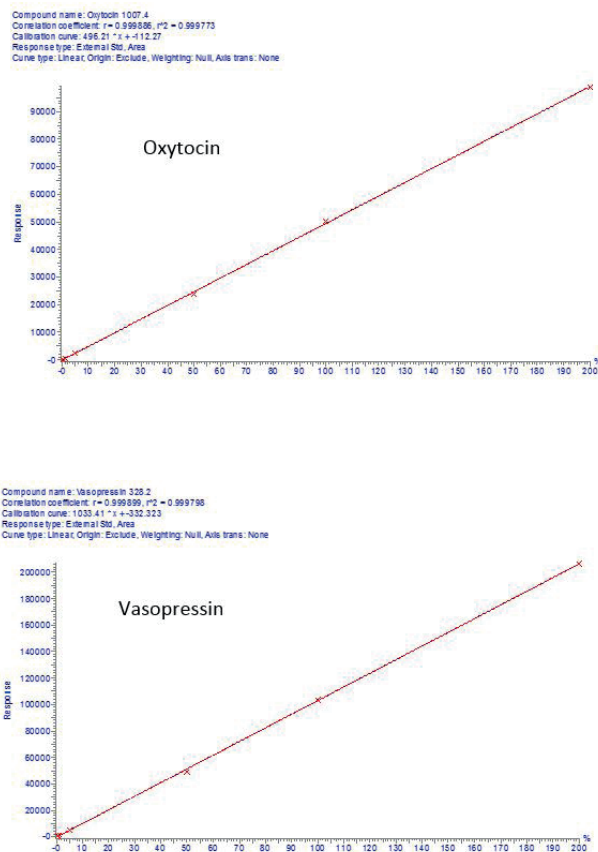 Compound name: Oxytocin 1007.4
Correlation coefficient: r = 0.999886, r^2 = 0.999773
Calibration curve: 496.21 * x + -112.27
Response type: External Std, Area
Curve type: Linear, Origin: Exclude, Weighting: Null, Axis trans: None
Oxytocin
Response
90000
80000
70000
60000
50000
40000
30000
20000
10000
-0
-0 10 20 30 40 50 60 70 80 90 100 110 120 130 140 150 160 170 180 190 200 %
Compound name: Vasopressin 328.2
Correlation coefficient: r = 0.999899, r^2 = 0.999798
Calibration curve: 1033.41 * x + -332.323
Response type: External Std, Area
Curve type: Linear, Origin: Exclude, Weighting: Null, Axis trans: None
Vasopressin
Response
200000
180000
160000
140000
120000
100000
80000
60000
40000
20000
-0
-0 10 20 30 40 50 60 70 80 90 100 110 120 130 140 150 160 170 180 190 200 %